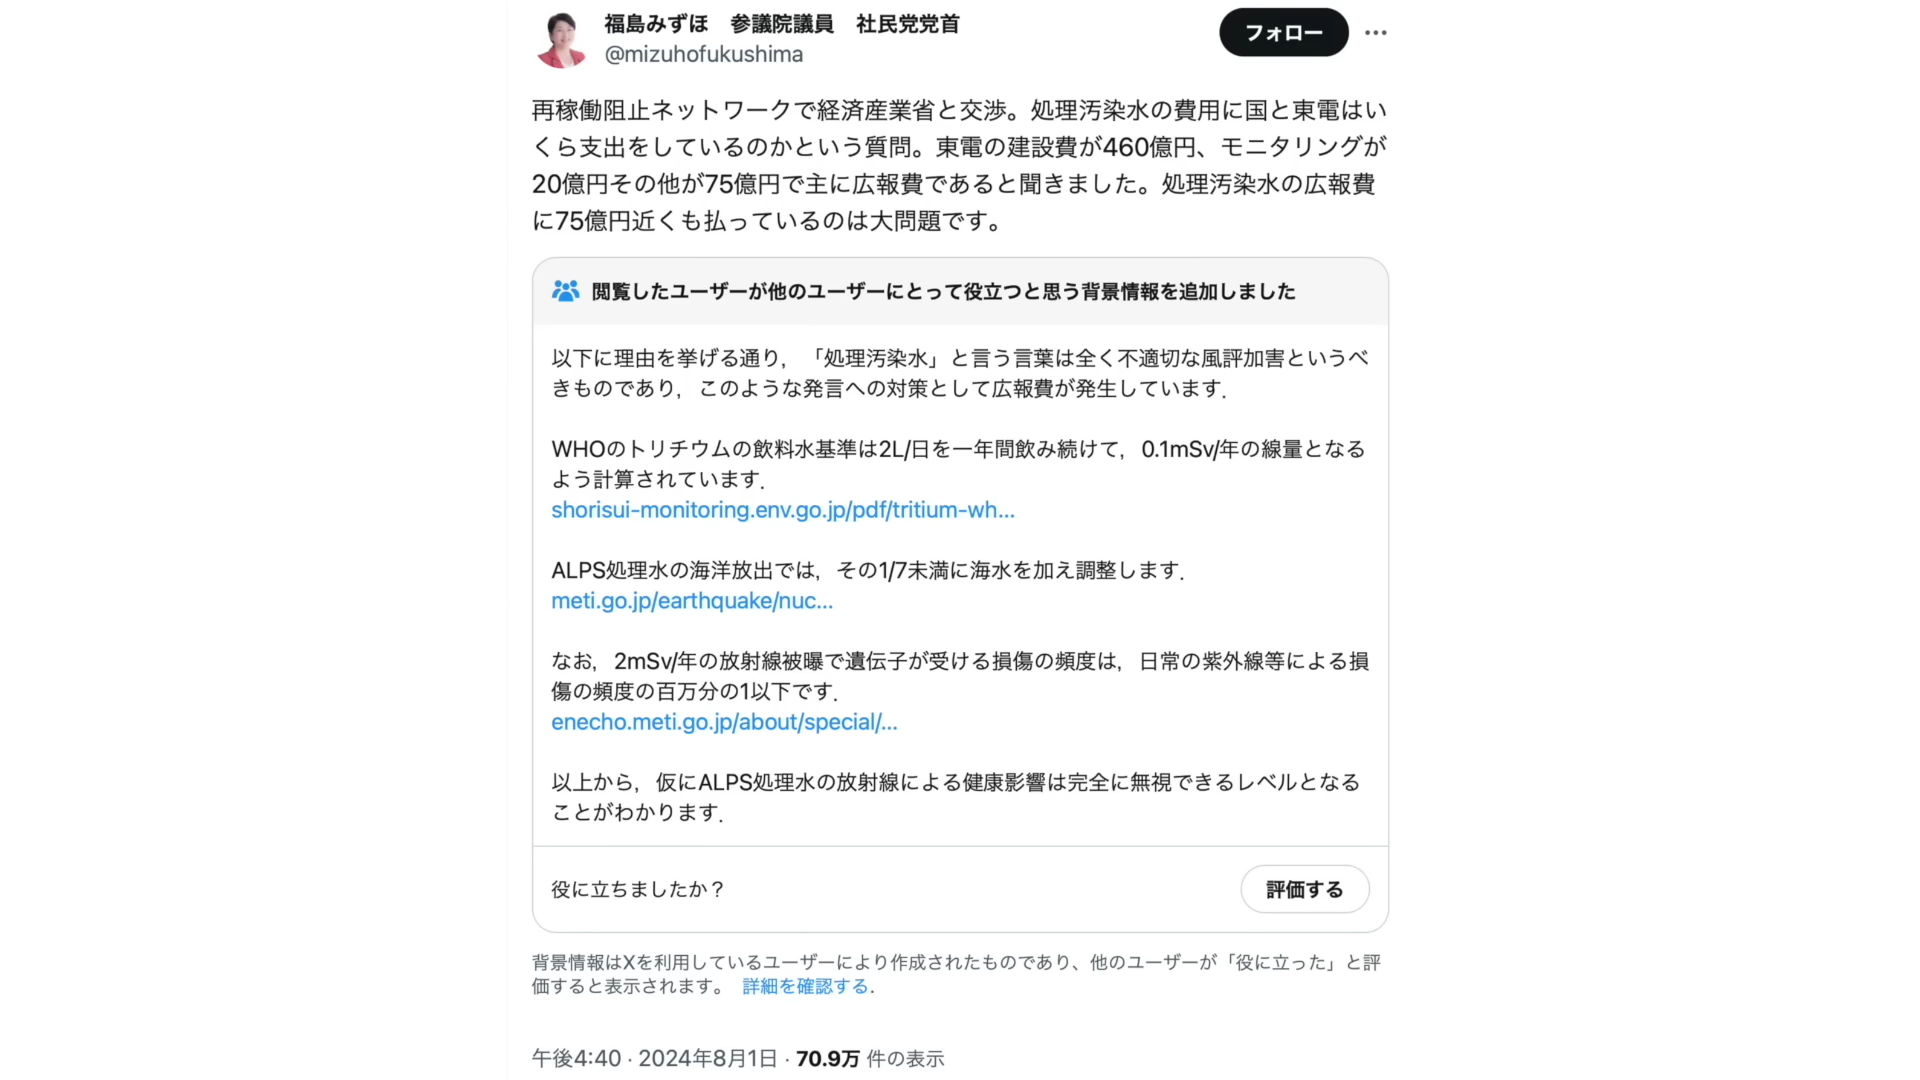 福島みずほ　参議院議員　社民党党首
@mizuhofukushima
フォロー
再稼働阻止ネットワークで経済産業省と交渉。処理汚染水の費用に国と東電はい
くら支出をしているのかという質問。東電の建設費が460億円、モニタリングが
20億円その他が75億円で主に広報費であると聞きました。処理汚染水の広報費
に75億円近くも払っているのは大問題です。
閲覧したユーザーが他のユーザーにとって役立つと思う背景情報を追加しました
以下に理由を挙げる通り，「処理汚染水」と言う言葉は全く不適切な風評加害というべ
きものであり，このような発言への対策として広報費が発生しています．
WHOのトリチウムの飲料水基準は2L/日を一年間飲み続けて，0.1mSv/年の線量となる
よう計算されています．
shorisui-monitoring.env.go.jp/pdf/tritium-wh...
ALPS処理水の海洋放出では，その1/7未満に海水を加え調整します．
meti.go.jp/earthquake/nuc...
なお，2mSv/年の放射線被曝で遺伝子が受ける損傷の頻度は，日常の紫外線等による損
傷の頻度の百万分の1以下です．
enecho.meti.go.jp/about/special/...
以上から，仮にALPS処理水の放射線による健康影響は完全に無視できるレベルとなる
ことがわかります．
役に立ちましたか？
評価する
背景情報はXを利用しているユーザーにより作成されたものであり、他のユーザーが「役に立った」と評
価すると表示されます。 詳細を確認する.
午後4:40 · 2024年8月1日 · 70.9万 件の表示